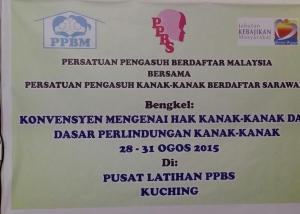 PPBM
PPBS
Jabatan
KEBAJIKAN
Masyarakat
PERSATUAN PENGASUH BERDAFTAR MALAYSIA
BERSAMA
PERSATUAN PENGASUH KANAK-KANAK BERDAFTAR SARAWA
Bengkel:
KONVENSYEN MENGENAI HAK KANAK-KANAK DA
DASAR PERLINDUNGAN KANAK-KANAK
28 - 31 OGOS 2015
Di:
PUSAT LATIHAN PPBS
KUCHING